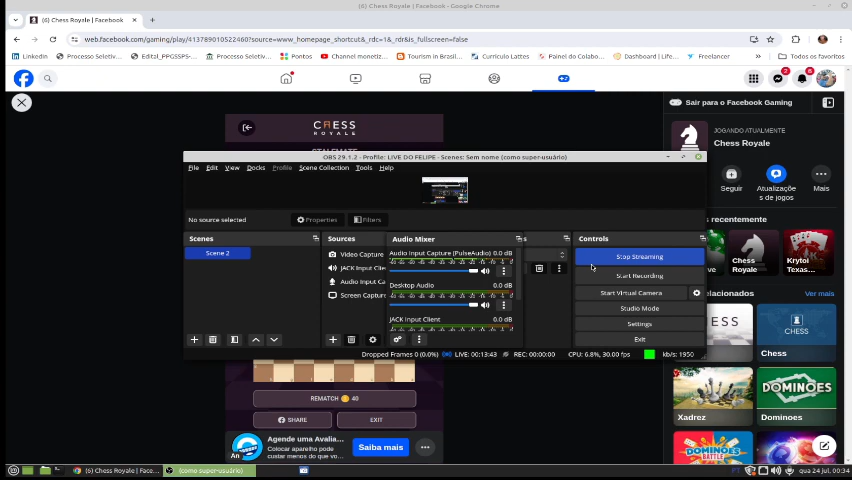 (6) Chess Royale | Facebook - Google Chrome
(6) Chess Royale | Facebook
web.facebook.com/gaming/play/413789010522460?source=www_homepage_shortcut&_rdc=1&_rdr&is_fullscreen=false
Linkedin
Processo Seletiv...
Edital_PPGSSPS-...
Processo Seletiv...
Pontos
Channel monetiz...
Tourism in Brasil...
Currículo Lattes
Painel do Colabo...
Dashboard | Life...
Freelancer
Todos os favoritos
Sair para o Facebook Gaming
CHESS
ROYALE
STALEMATE
JOGANDO ATUALMENTE
Chess Royale
OBS 29.1.2 - Profile: LIVE DO FELIPE - Scenes: Sem nome (como super-usuário)
File Edit View Docks Profile Scene Collection Tools Help
Seguir
Atualizaçõe
s de jogos
Mais
No source selected
Properties
Filters
s recentemente
Scenes
Sources
Audio Mixer
s
Controls
Scene 2
Video Capture
JACK Input Clie
Audio Input Ca
Screen Capture
Audio Input Capture (PulseAudio) 0.0 dB
Desktop Audio 0.0 dB
JACK Input Client 0.0 dB
Stop Streaming
Start Recording
Start Virtual Camera
Studio Mode
Settings
Exit
Chess
Royale
Krytoi
Texas...
elacionados
Ver mais
Chess
Dropped Frames 0 (0.0%)
LIVE: 00:13:43
REC: 00:00:00
CPU: 6.8%, 30.00 fps
kb/s: 1950
REMATCH 40
SHARE
EXIT
DOMINOES
Xadrez
Dominoes
Agende uma Avalia...
Colocar aparelho pode
custar menos do que vo...
An
Saiba mais
DOMINOES
BATTLE
(6) Chess Royale | Face...
(como super-usuário)
qua 24 jul, 00:34